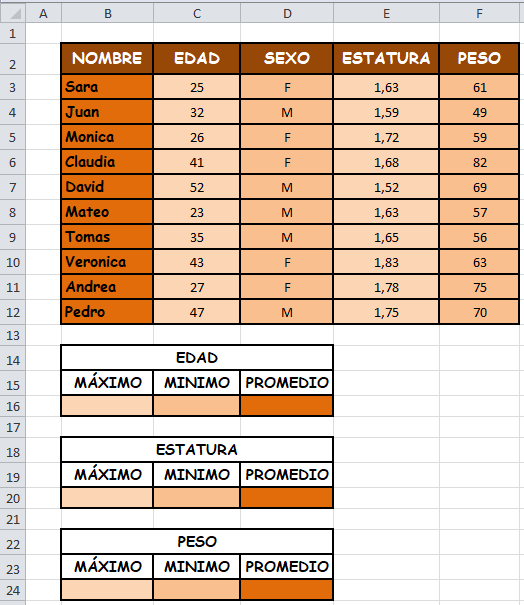 A B C D E F
1
2 NOMBRE EDAD SEXO ESTATURA PESO
3 Sara 25 F 1,63 61
4 Juan 32 M 1,59 49
5 Monica 26 F 1,72 59
6 Claudia 41 F 1,68 82
7 David 52 M 1,52 69
8 Mateo 23 M 1,63 57
9 Tomas 35 M 1,65 56
10 Veronica 43 F 1,83 63
11 Andrea 27 F 1,78 75
12 Pedro 47 M 1,75 70
13
14 EDAD
15 MÁXIMO MINIMO PROMEDIO
16
17
18 ESTATURA
19 MÁXIMO MINIMO PROMEDIO
20
21
22 PESO
23 MÁXIMO MINIMO PROMEDIO
24